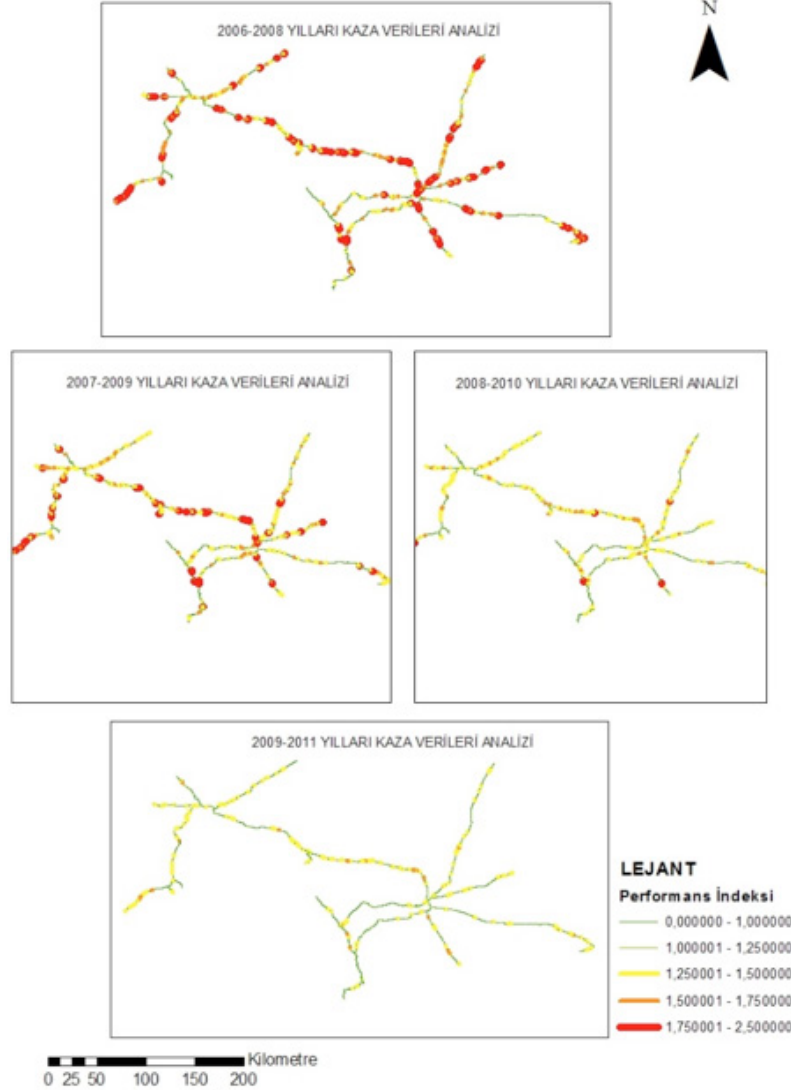 N
2006-2008 YILLARI KAZA VERİLERİ ANALİZİ
2007-2009 YILLARI KAZA VERİLERİ ANALİZİ
2008-2010 YILLARI KAZA VERİLERİ ANALİZİ
2009-2011 YILLARI KAZA VERİLERİ ANALİZİ
LEJANT
Performans İndeksi
0,000000 - 1,000000
1,000001 - 1,250000
1,250001 - 1,500000
1,500001 - 1,750000
1,750001 - 2,500000
Kilometre
0 25 50 100 150 200